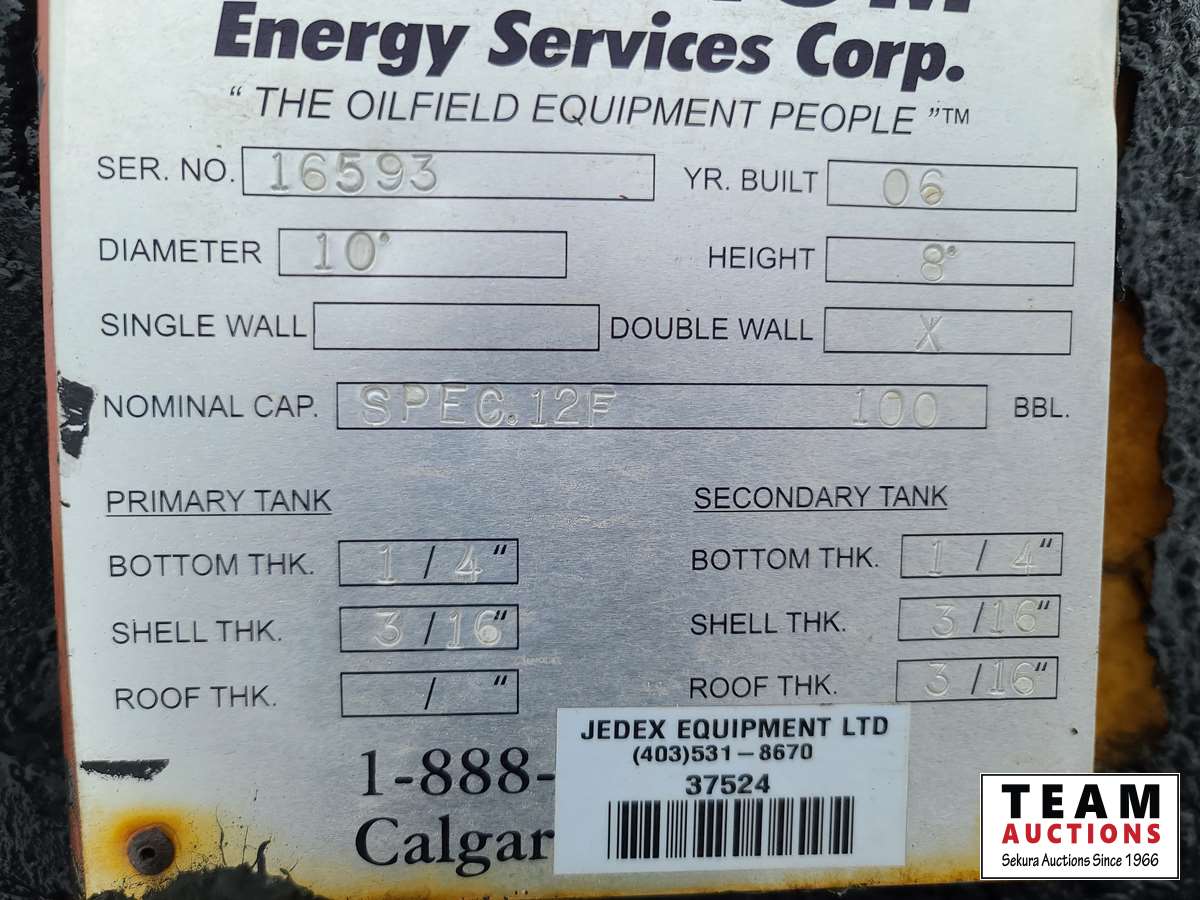 Energy Services Corp.
“ THE OILFIELD EQUIPMENT PEOPLE ”™
SER. NO. 16593 YR. BUILT 06
DIAMETER 10° HEIGHT 8°
SINGLE WALL DOUBLE WALL X
NOMINAL CAP. SPEC.12F 100 BBL.
PRIMARY TANK SECONDARY TANK
BOTTOM THK. 1 / 4" BOTTOM THK. 1 / 4"
SHELL THK. 3 / 16" SHELL THK. 3 / 16"
ROOF THK. / " ROOF THK. 3 / 16"
1-888-
Calgar
JEDEX EQUIPMENT LTD
(403)531-8670
37524
TEAM
AUCTIONS
Sekura Auctions Since 1966